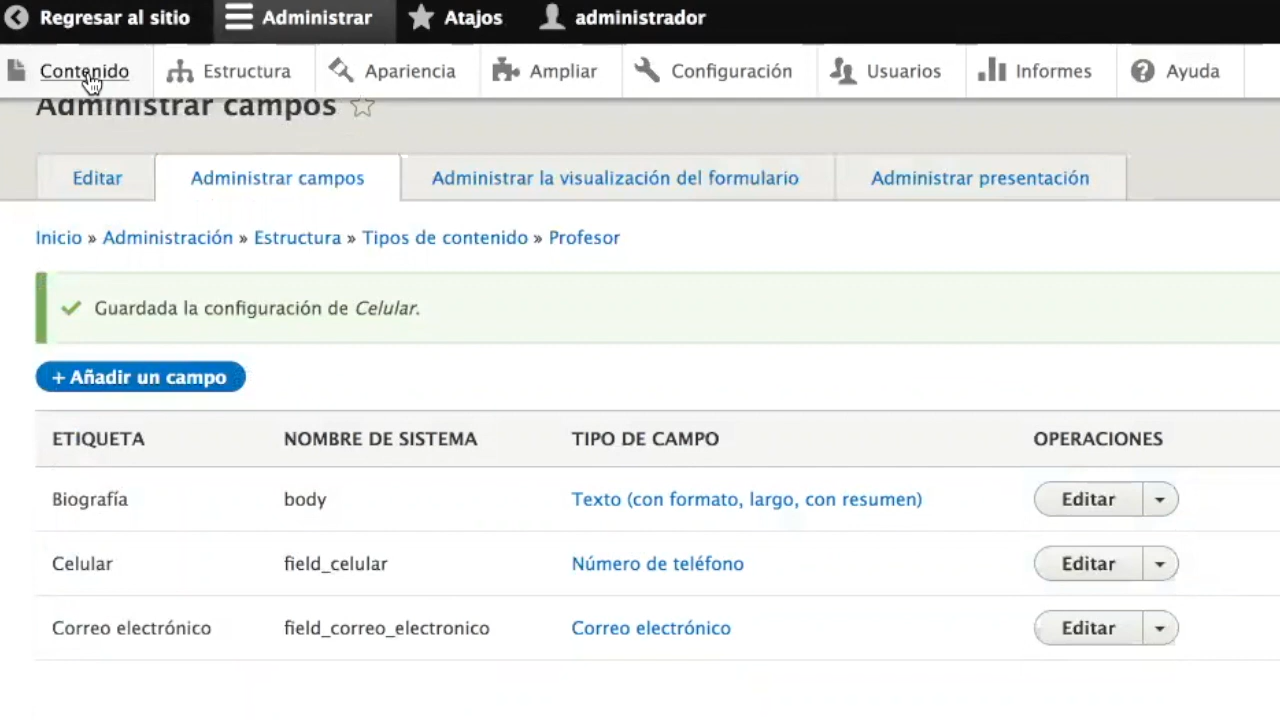 Regresar al sitio Administrar Atajos administrador
Contenido Estructura Apariencia Ampliar Configuración Usuarios Informes Ayuda
Administrar campos
Editar Administrar campos Administrar la visualización del formulario Administrar presentación
Inicio » Administración » Estructura » Tipos de contenido » Profesor
Guardada la configuración de Celular.
+ Añadir un campo
ETIQUETA NOMBRE DE SISTEMA TIPO DE CAMPO OPERACIONES
Biografía body Texto (con formato, largo, con resumen) Editar
Celular field_celular Número de teléfono Editar
Correo electrónico field_correo_electronico Correo electrónico Editar